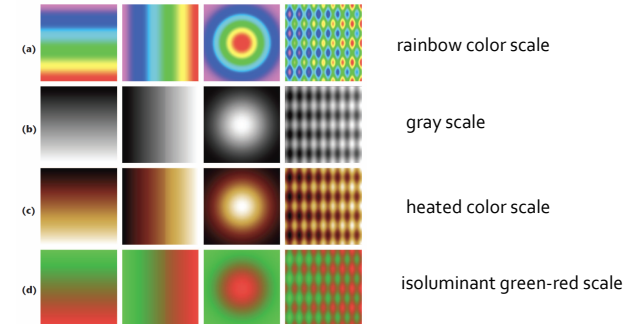 (a) rainbow color scale
(b) gray scale
(c) heated color scale
(d) isoluminant green-red scale